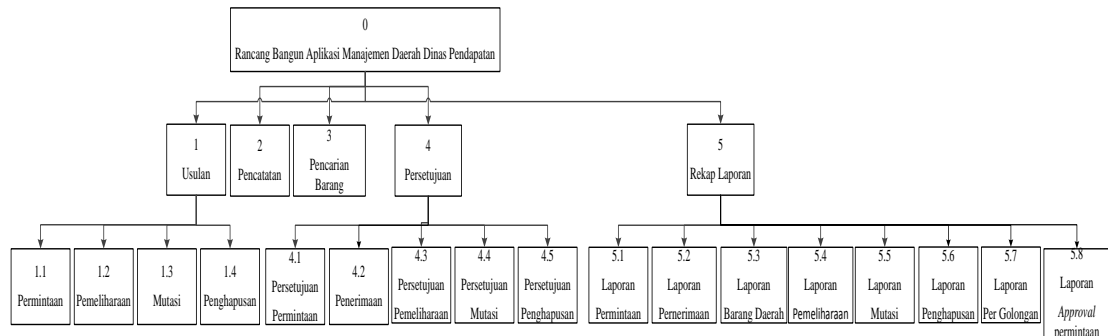 0
Rancang Bangun Aplikasi Manajemen Daerah Dinas Pendapatan
1
Usulan
2
Pencatatan
3
Pencarian
Barang
4
Persetujuan
5
Rekap Laporan
1.1
Permintaan
1.2
Pemeliharaan
1.3
Mutasi
1.4
Penghapusan
4.1
Persetujuan
Permintaan
4.2
Penerimaan
4.3
Persetujuan
Pemeliharaan
4.4
Persetujuan
Mutasi
4.5
Persetujuan
Penghapusan
5.1
Laporan
Permintaan
5.2
Laporan
Pernerimaan
5.3
Laporan
Barang Daerah
5.4
Laporan
Pemeliharaan
5.5
Laporan
Mutasi
5.6
Laporan
Penghapusan
5.7
Laporan
Per Golongan
5.8
Laporan
Approval
permintaan